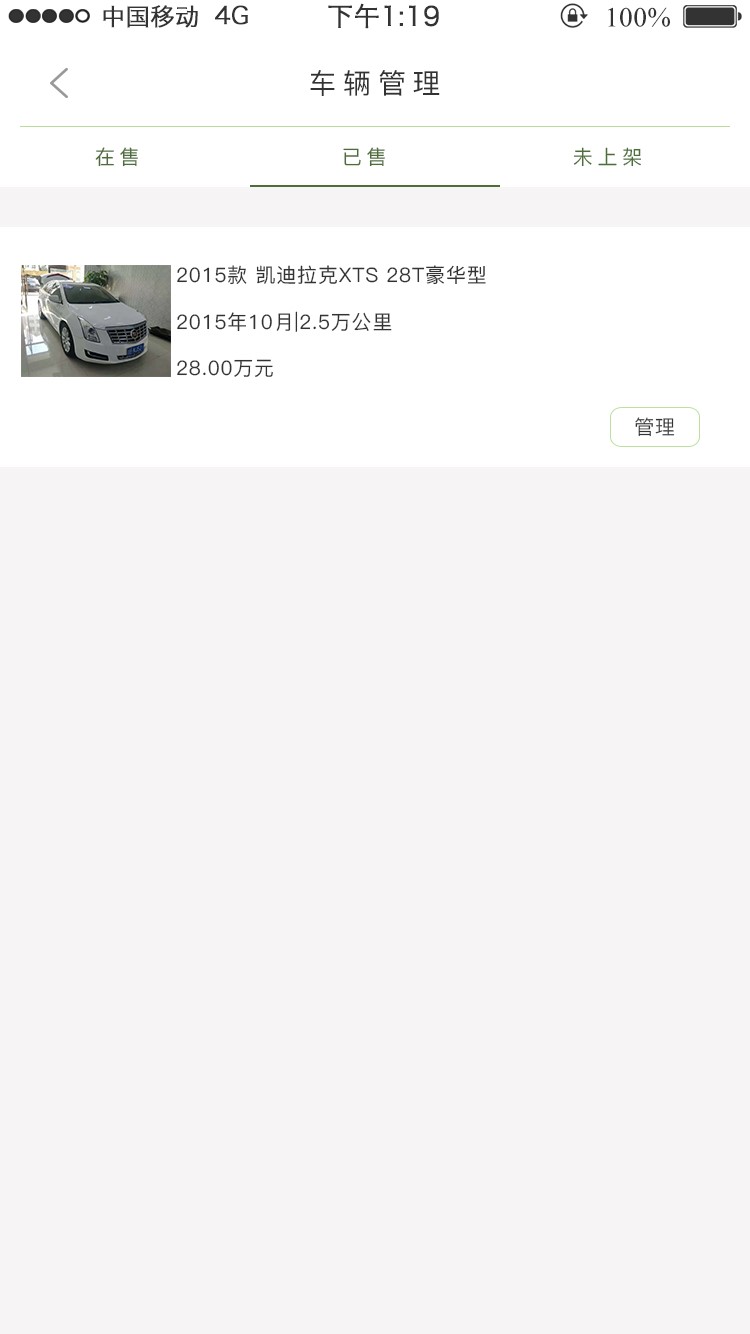 中国移动 4G 下午1:19 100%
车辆管理
在售 已售 未上架
2015款 凯迪拉克XTS 28T豪华型
2015年10月|2.5万公里
28.00万元
管理